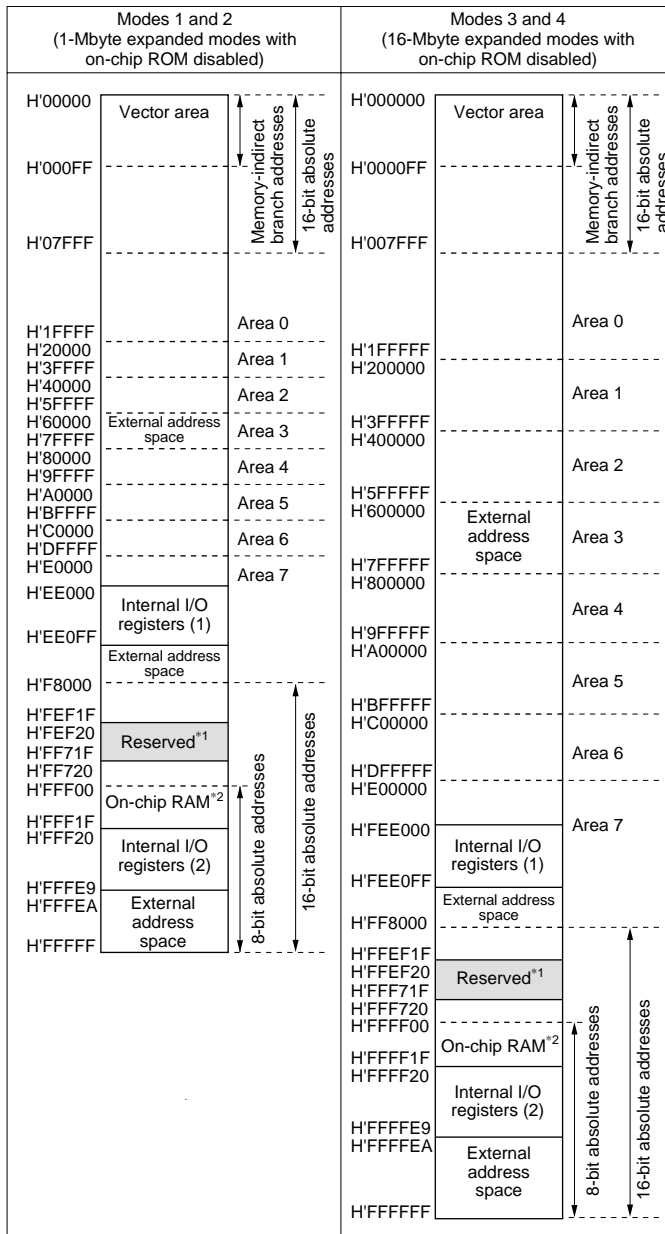 Modes 1 and 2
(1-Mbyte expanded modes with
on-chip ROM disabled)
H'00000
Vector area
H'000FF
H'07FFF
Memory-indirect
branch addresses
16-bit absolute
addresses
H'1FFFF
Area 0
H'20000
H'3FFFF
Area 1
H'40000
H'5FFFF
Area 2
H'60000
H'7FFFF
External address
space
Area 3
H'80000
H'9FFFF
Area 4
H'A0000
H'BFFFF
Area 5
H'C0000
H'DFFFF
Area 6
H'E0000
Area 7
H'EE000
Internal I/O
registers (1)
H'EE0FF
External address
space
H'F8000
H'FEF1F
H'FEF20
Reserved*1
H'FF71F
H'FF720
H'FFF00
On-chip RAM*2
H'FFF1F
H'FFF20
Internal I/O
registers (2)
H'FFFE9
H'FFFEA
External
address
space
H'FFFFF
8-bit absolute addresses
16-bit absolute addresses
Modes 3 and 4
(16-Mbyte expanded modes with
on-chip ROM disabled)
H'000000
Vector area
H'0000FF
H'007FFF
Memory-indirect
branch addresses
16-bit absolute
addresses
Area 0
H'1FFFFF
H'200000
Area 1
H'3FFFFF
H'400000
Area 2
H'5FFFFF
H'600000
External
address
space
Area 3
H'7FFFFF
H'800000
Area 4
H'9FFFFF
H'A00000
Area 5
H'BFFFFF
H'C00000
Area 6
H'DFFFFF
H'E00000
Area 7
H'FEE000
Internal I/O
registers (1)
H'FEE0FF
External address
space
H'FF8000
H'FFEF1F
H'FFEF20
Reserved*1
H'FFF71F
H'FFF720
H'FFFF00
On-chip RAM*2
H'FFFF1F
H'FFFF20
Internal I/O
registers (2)
H'FFFFE9
H'FFFFEA
External
address
space
H'FFFFFF
8-bit absolute addresses
16-bit absolute addresses